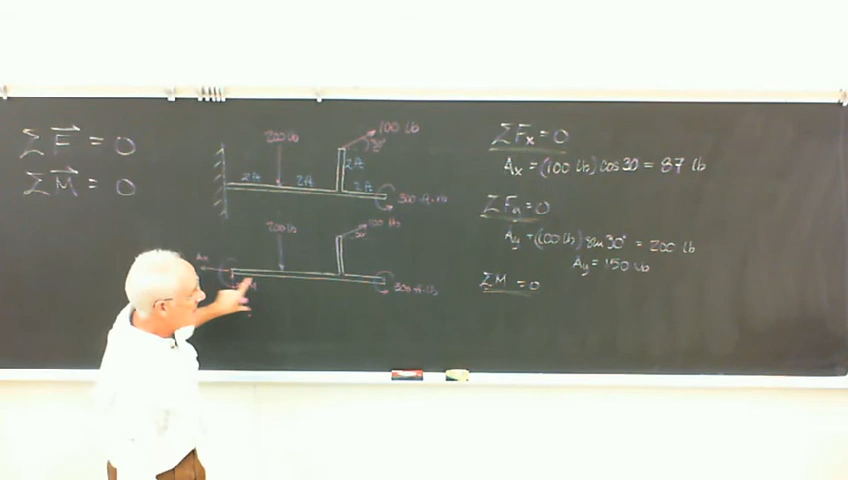 ΣF = 0
ΣM = 0
200 lb
100 lb
30°
2 ft
2 ft
2 ft
2 ft
300 ft·lb
200 lb
100 lb
30°
Ax
M
300 ft·lb
ΣFx = 0
Ax = (100 lb) cos30 = 87 lb
ΣFy = 0
Ay + (100 lb) sin 30° = 200 lb
Ay = 150 lb
ΣM = 0